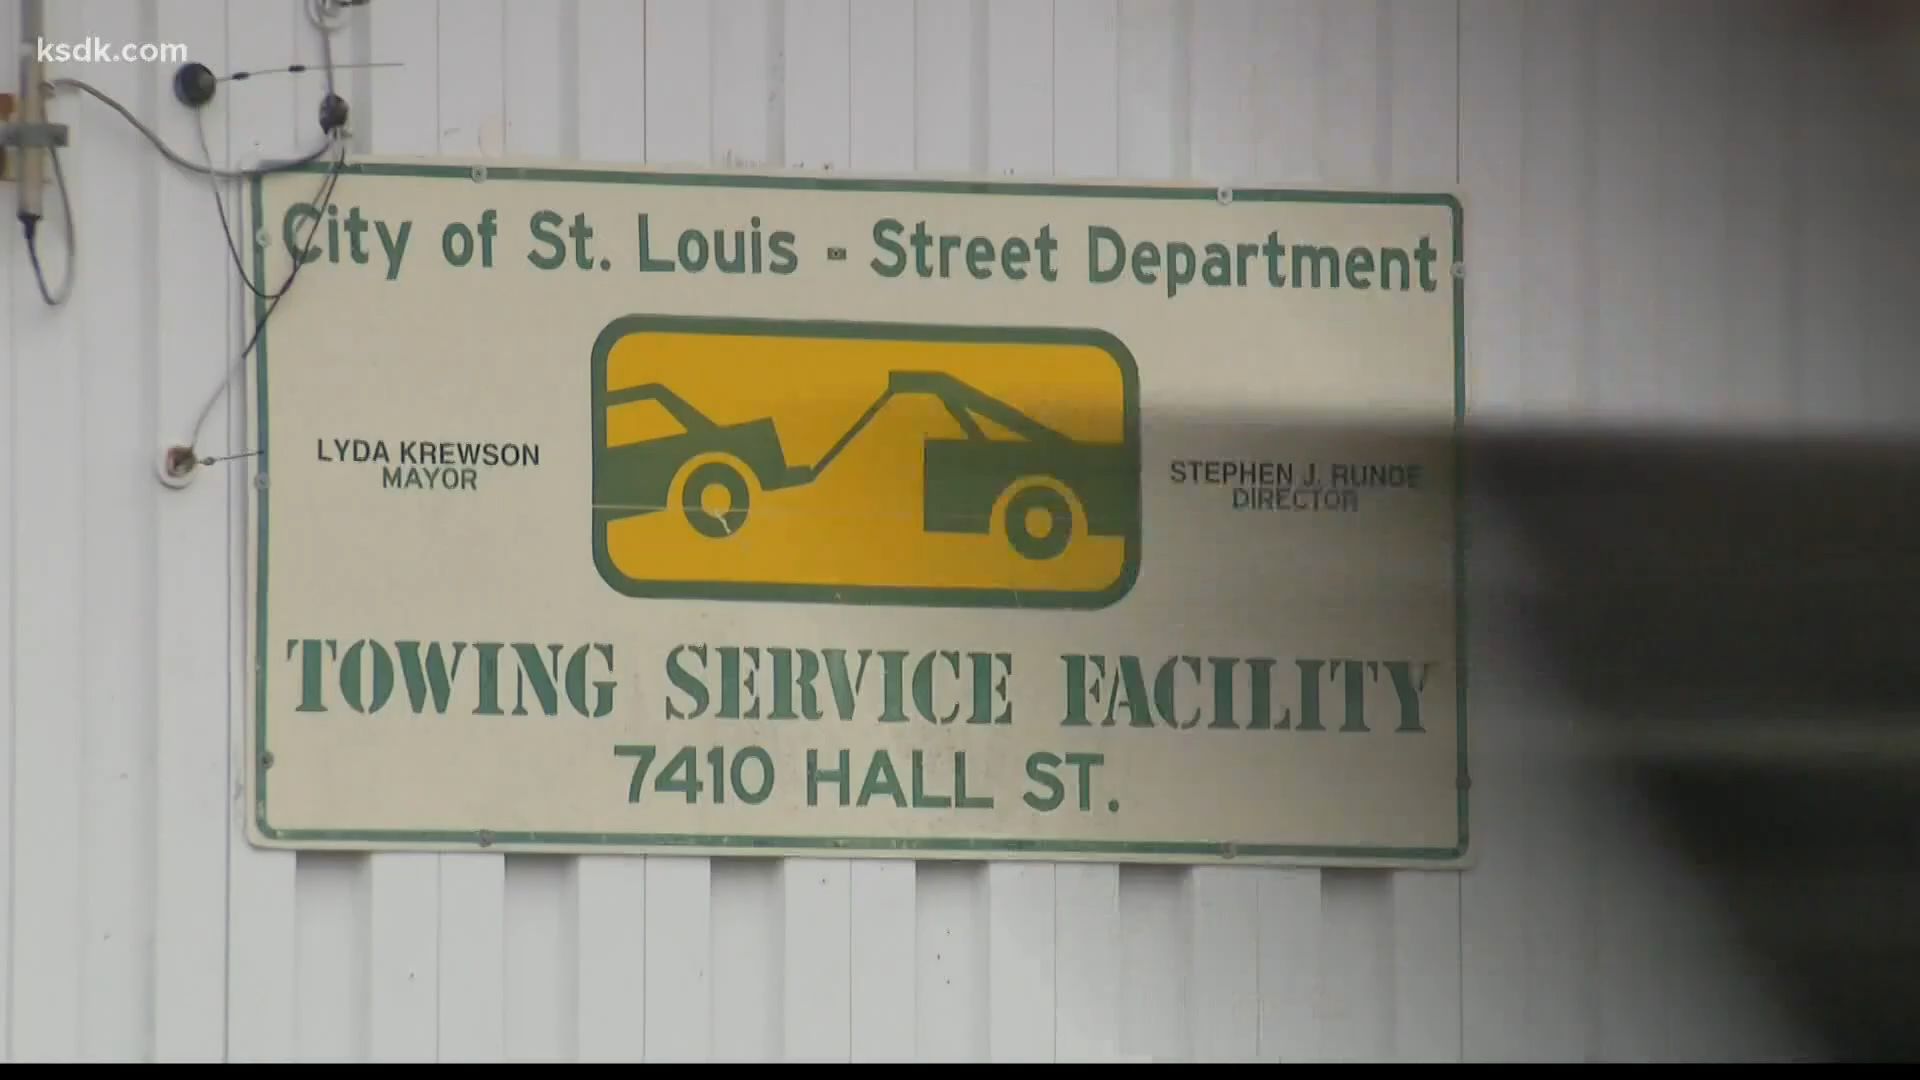 ksdk.com
City of St. Louis - Street Department
LYDA KREWSON
MAYOR
STEPHEN J. RUNDE
DIRECTOR
TOWING SERVICE FACILITY
7410 HALL ST.